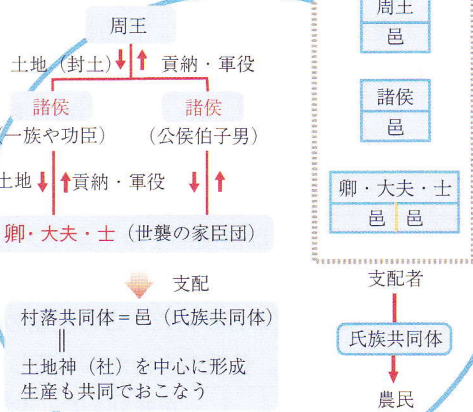 周王
土地（封土） 貢納・軍役
諸侯 諸侯
一族や功臣） （公侯伯子男）
土地 貢納・軍役
卿・大夫・士（世襲の家臣団）
支配
村落共同体＝邑（氏族共同体）
||
土地神（社）を中心に形成
生産も共同でおこなう
周王
邑
諸侯
邑
卿・大夫・士
邑 邑
支配者
氏族共同体
農民